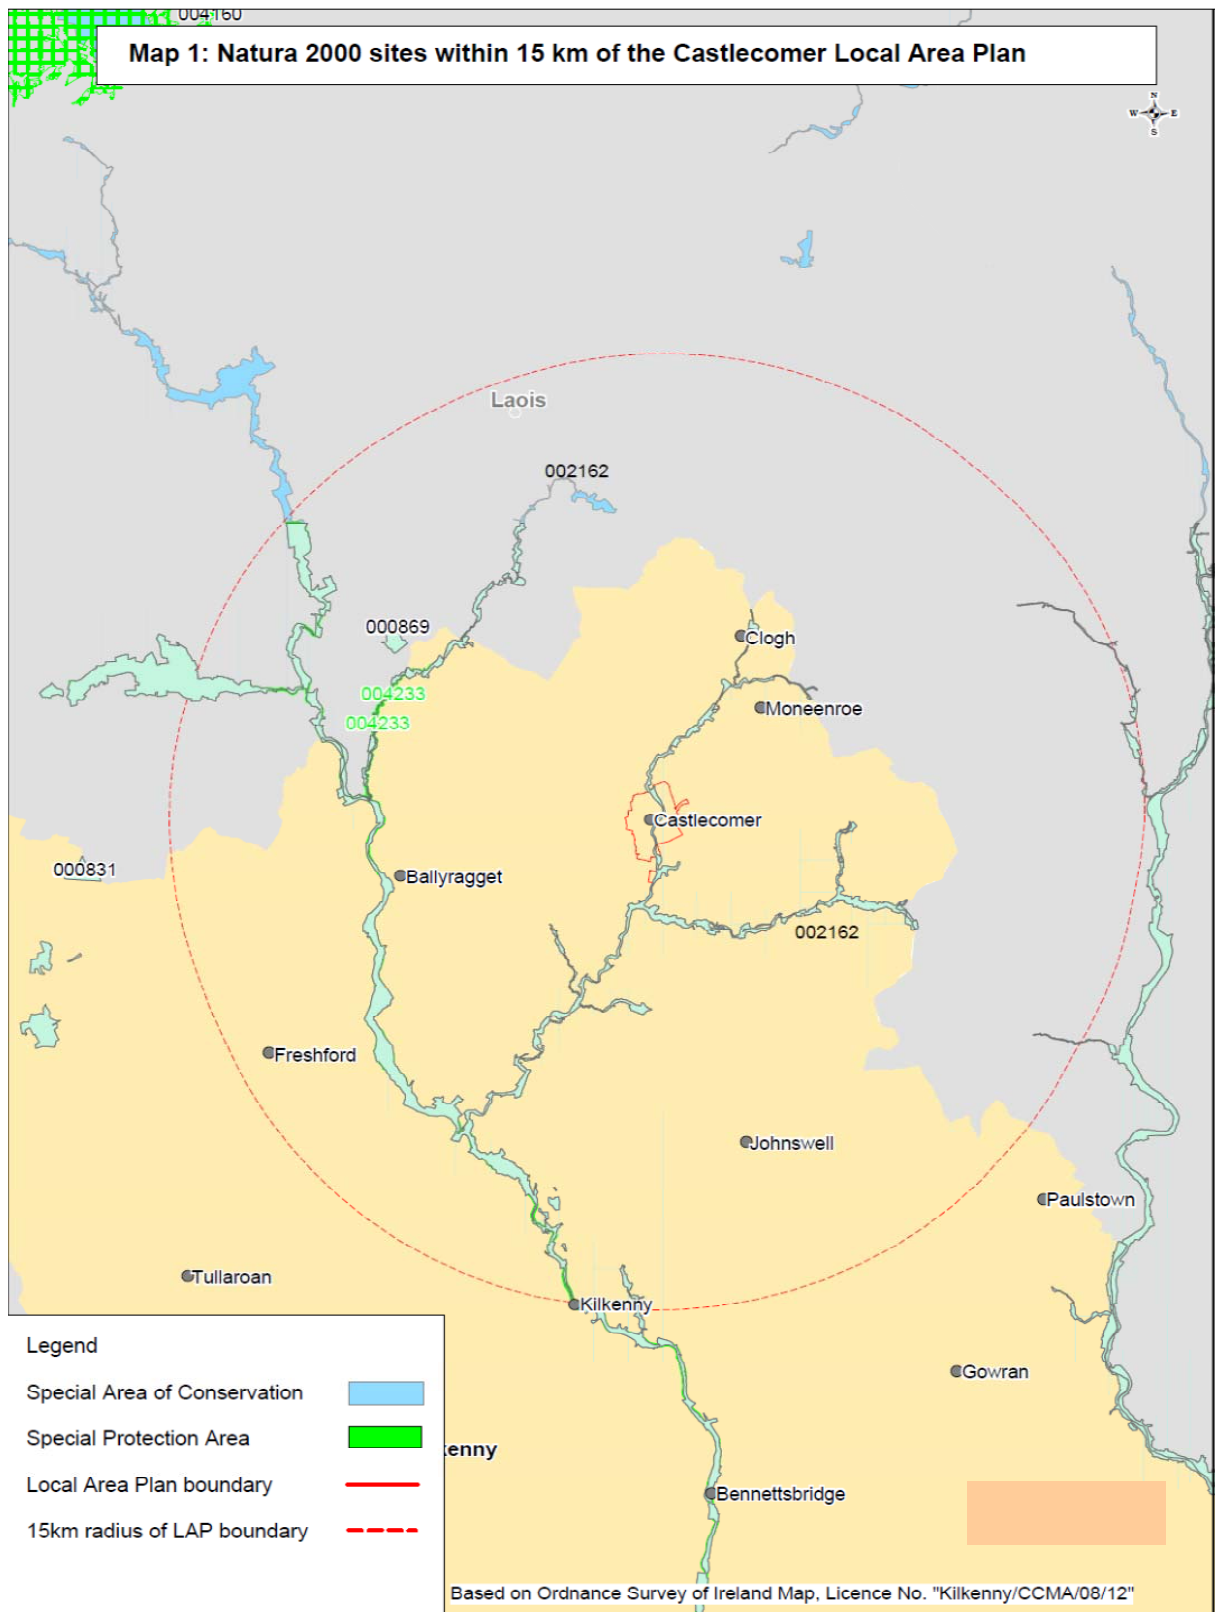 004160
Map 1: Natura 2000 sites within 15 km of the Castlecomer Local Area Plan
N
W E
S
Laois
002162
000869
Clogh
004233
Moneenroe
004233
Castlecomer
000831
Ballyragget
002162
Freshford
Johnswell
Paulstown
Tullaroan
Kilkenny
Legend
Gowran
Special Area of Conservation
Special Protection Area
kenny
Local Area Plan boundary
Bennettsbridge
15km radius of LAP boundary
Based on Ordnance Survey of Ireland Map, Licence No. "Kilkenny/CCMA/08/12"